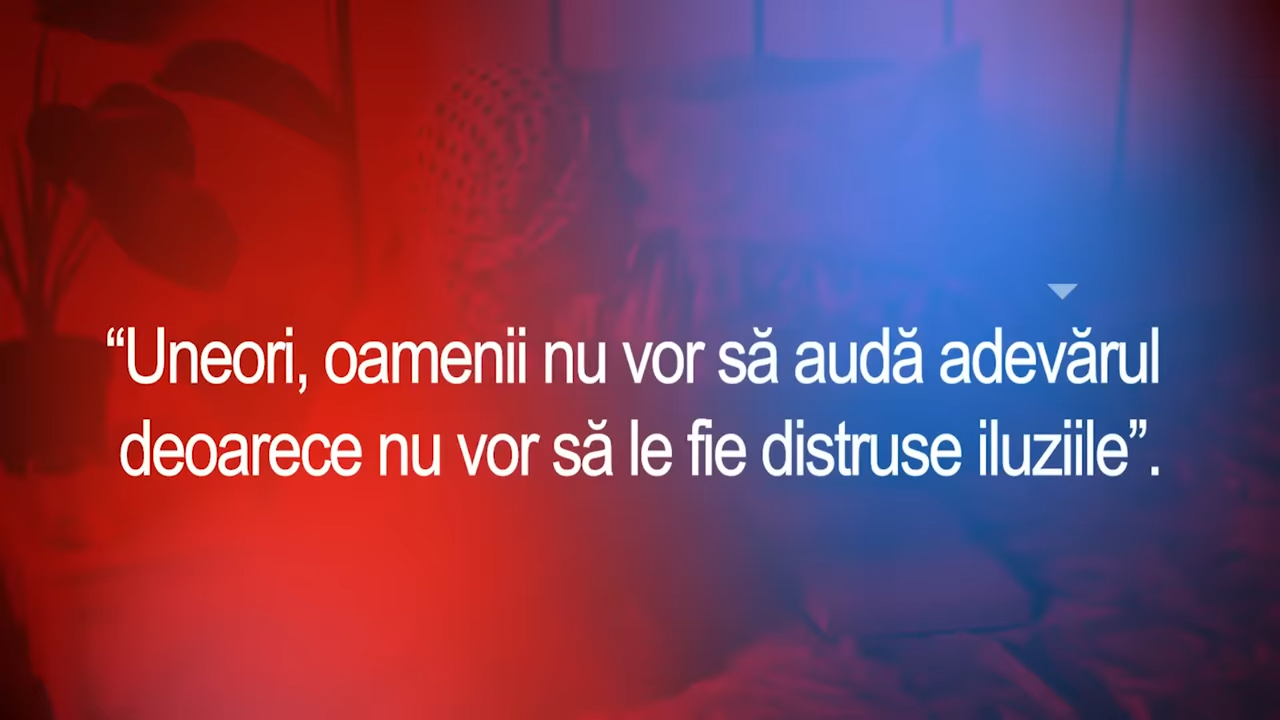 “Uneori, oamenii nu vor să audă adevărul
deoarece nu vor să le fie distruse iluziile”.